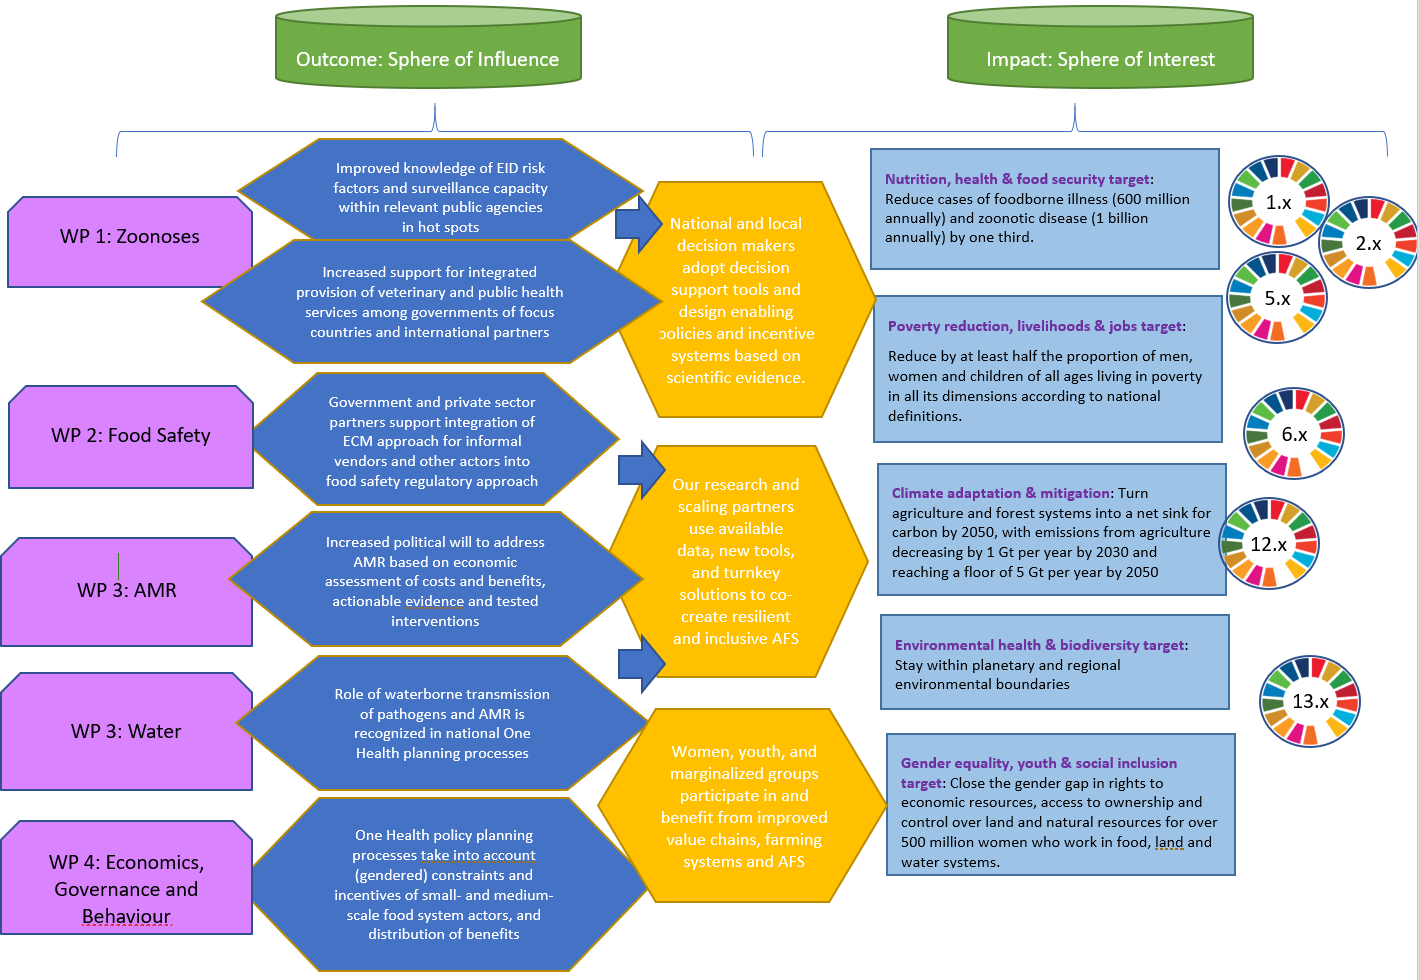 Outcome: Sphere of Influence
Impact: Sphere of Interest
WP 1: Zoonoses
WP 2: Food Safety
WP 3: AMR
WP 3: Water
WP 4: Economics,
Governance and
Behaviour
Improved knowledge of EID risk
factors and surveillance capacity
within relevant public agencies
in hot spots
Increased support for integrated
provision of veterinary and public health
services among governments of focus
countries and international partners
Government and private sector
partners support integration of
ECM approach for informal
vendors and other actors into
food safety regulatory approach
Increased political will to address
AMR based on economic
assessment of costs and benefits,
actionable evidence and tested
interventions
Role of waterborne transmission
of pathogens and AMR is
recognized in national One
Health planning processes
One Health policy planning
processes take into account
(gendered) constraints and
incentives of small- and medium-
scale food system actors, and
distribution of benefits
National and local
decision makers
adopt decision
support tools and
design enabling
policies and incentive
systems based on
scientific evidence.
Our research and
scaling partners
use available
data, new tools,
and turnkey
solutions to co-
create resilient
and inclusive AFS
Women, youth, and
marginalized groups
participate in and
benefit from improved
value chains, farming
systems and AFS
Nutrition, health & food security target:
Reduce cases of foodborne illness (600 million
annually) and zoonotic disease (1 billion
annually) by one third.
Poverty reduction, livelihoods & jobs target:
Reduce by at least half the proportion of men,
women and children of all ages living in poverty
in all its dimensions according to national
definitions.
Climate adaptation & mitigation: Turn
agriculture and forest systems into a net sink for
carbon by 2050, with emissions from agriculture
decreasing by 1 Gt per year by 2030 and
reaching a floor of 5 Gt per year by 2050
Environmental health & biodiversity target:
Stay within planetary and regional
environmental boundaries
Gender equality, youth & social inclusion
target: Close the gender gap in rights to
economic resources, access to ownership and
control over land and natural resources for over
500 million women who work in food, land and
water systems.
1.x
2.x
5.x
6.x
12.x
13.x